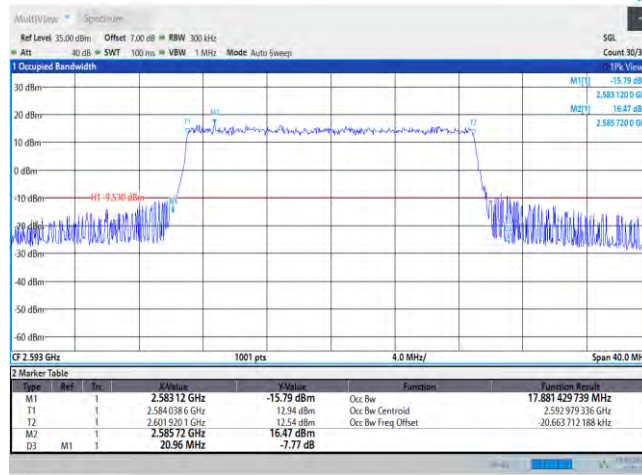 MultiView Spectrum
Ref Level 35.00 dBm Offset 7.00 dB RBW 300 kHz SGL
Att 40 dB SWT 100 ms VBW 1 MHz Mode Auto Sweep Count 30/3
1 Occupied Bandwidth 1Pk View
M1[1] -15.79 dB
2.583 120 0 G
M2[1] 16.47 dB
2.585 720 0 G
30 dBm
20 dBm
T1 M2 T2
10 dBm
0 dBm
-10 dBm H1 -9.530 dBm
M1
-20 dBm
-30 dBm
-50 dBm
-60 dBm
CF 2.593 GHz 1001 pts 4.0 MHz/ Span 40.0 MH
2 Marker Table
Type Ref Trc X-Value Y-Value Function Function Result
M1 1 2.583 12 GHz -15.79 dBm Occ Bw 17.881 429 739 MHz
T1 1 2.584 038 6 GHz 12.94 dBm Occ Bw Centroid 2.592 979 336 GHz
T2 1 2.601 920 1 GHz 12.54 dBm Occ Bw Freq Offset -20.663 712 188 kHz
M2 1 2.585 72 GHz 16.47 dBm
D3 M1 1 20.96 MHz -7.77 dB